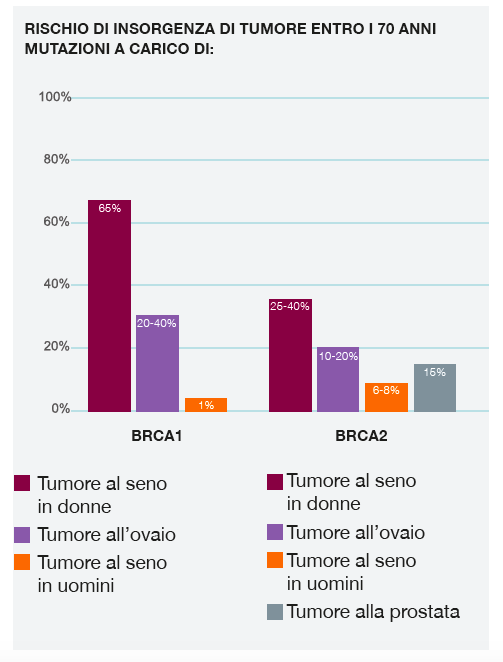 RISCHIO DI INSORGENZA DI TUMORE ENTRO I 70 ANNI
MUTAZIONI A CARICO DI:
100%
80%
60%
40%
20%
0%
65%
20-40%
1%
25-40%
10-20%
6-8%
15%
BRCA1
BRCA2
Tumore al seno
in donne
Tumore all'ovaio
Tumore al seno
in uomini
Tumore al seno
in donne
Tumore all'ovaio
Tumore al seno
in uomini
Tumore alla prostata